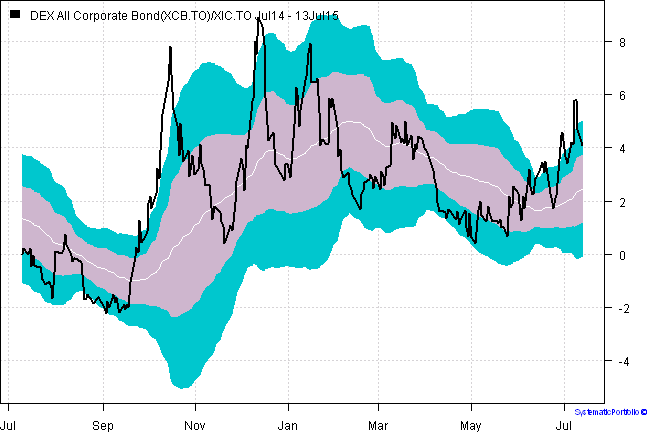 DEX All Corporate Bond(XCB.TO)/XIC.TO Jul14 - 13Jul15
8
6
4
2
0
-2
-4
Jul Sep Nov Jan Mar May Jul
SystematicPortfolio ©